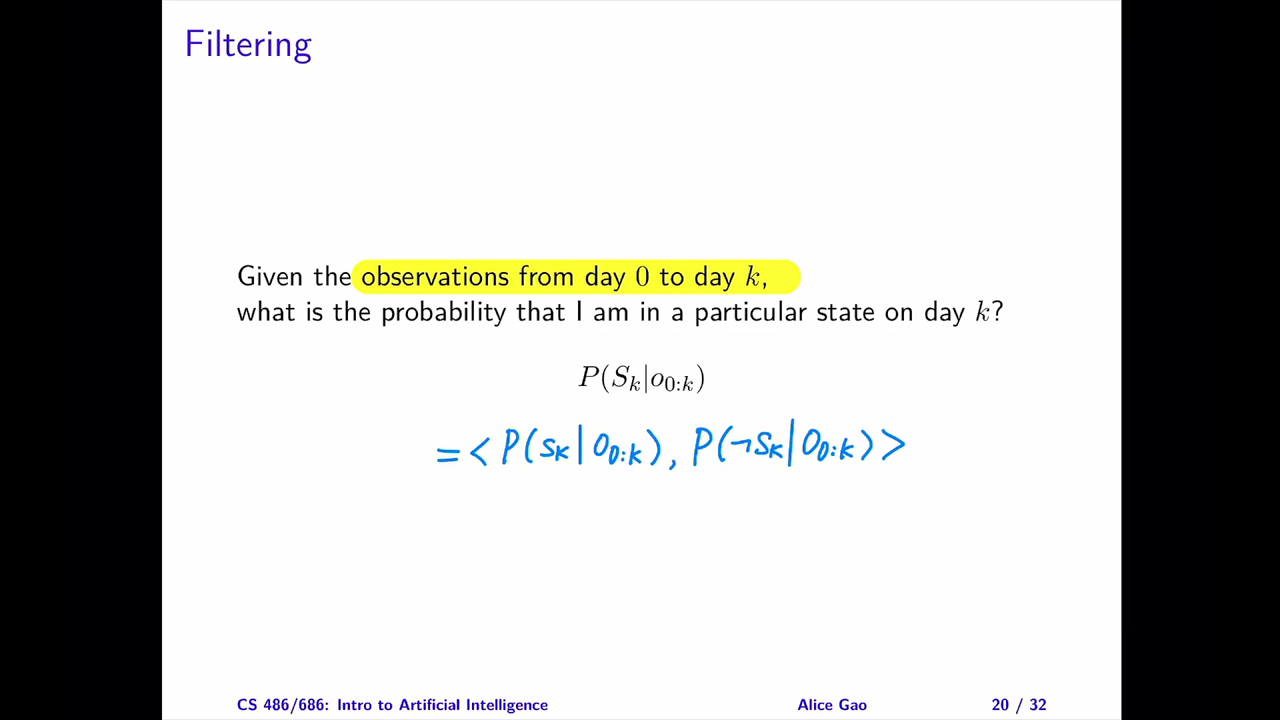 Filtering
Given the observations from day 0 to day k,
what is the probability that I am in a particular state on day k?
P(S_k|o_{0:k})
= < P(s_k | o_{0:k}), P(¬s_k | o_{0:k}) >
CS 486/686: Intro to Artificial Intelligence Alice Gao 20 / 32